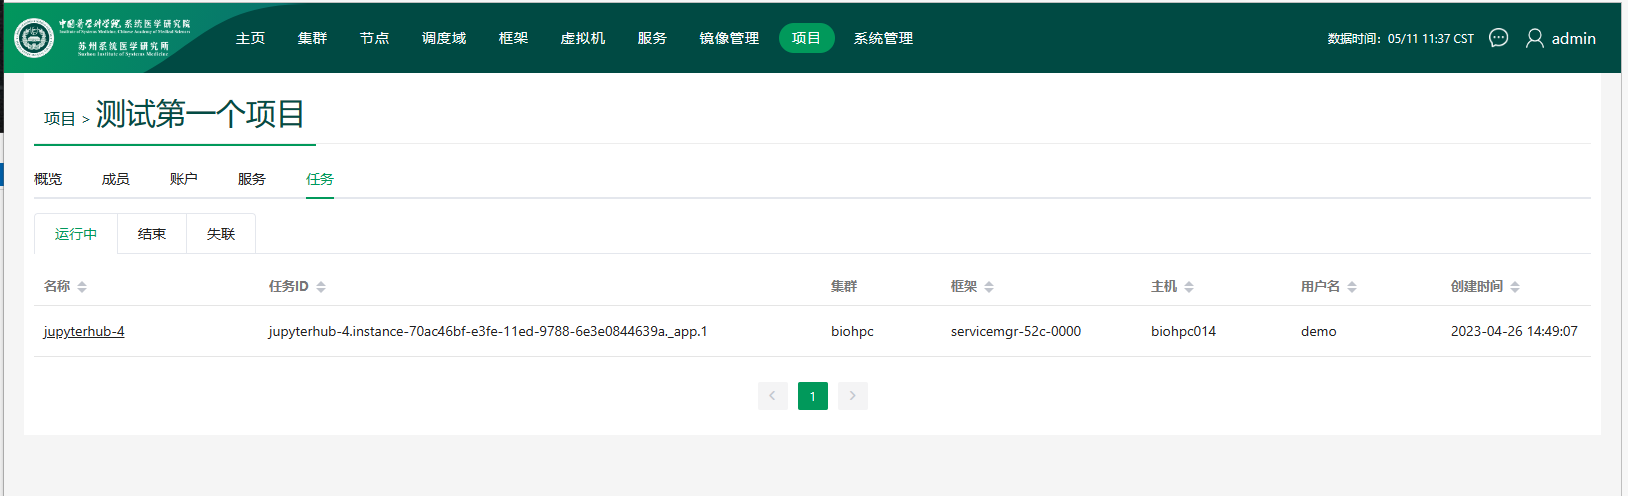 中国医学科学院 系统医学研究院
Institute of Systems Medicine, Chinese Academy of Medical Sciences
苏州系统医学研究所
Suzhou Institute of Systems Medicine
主页 集群 节点 调度域 框架 虚拟机 服务 镜像管理 项目 系统管理
数据时间：05/11 11:37 CST admin
项目 > 测试第一个项目
概览 成员 账户 服务 任务
运行中 结束 失联
名称 任务ID 集群 框架 主机 用户名 创建时间
jupyterhub-4 jupyterhub-4.instance-70ac46bf-e3fe-11ed-9788-6e3e0844639a._app.1 biohpc servicemgr-52c-0000 biohpc014 demo 2023-04-26 14:49:07
< 1 >